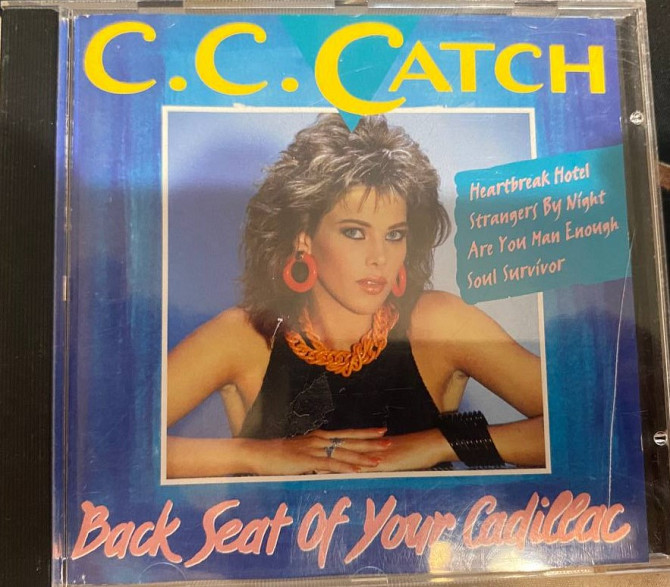 C.C. CATCH
Heartbreak Hotel
Strangers By Night
Are You Man Enough
Soul Survivor
Back Seat Of Your Cadillac